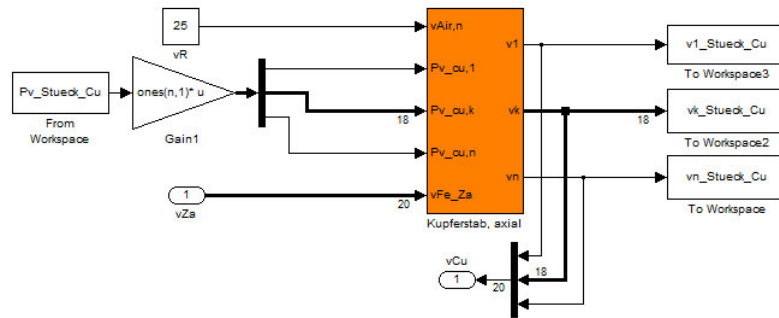 25
vR
Pv_Stueck_Cu
From
Workspace
ones(n,1)* u
Gain1
18
1
vZa
20
vAir,n
Pv_cu,1
Pv_cu,k
Pv_cu,n
vFe_Za
v1
vk
vn
Kupferstab, axial
v1_Stueck_Cu
To Workspace3
18
vk_Stueck_Cu
To Workspace2
vn_Stueck_Cu
To Workspace
vCu
1
20
18